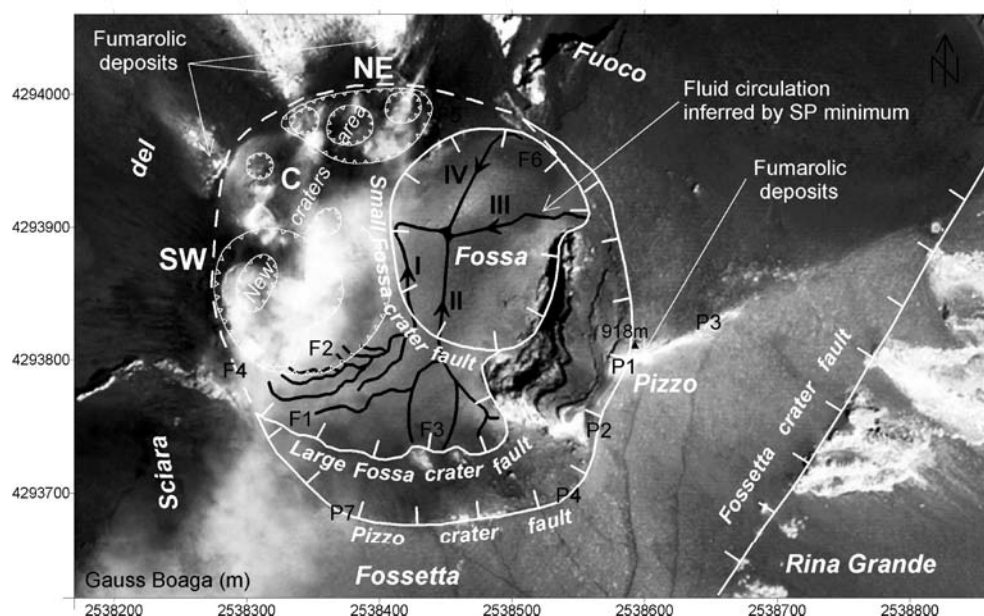 Fumarolic
deposits
NE
Fuoco
4294000
area
F5
Fluid circulation
inferred by SP minimum
del
C
craters
IV
F6
III
Fumarolic
deposits
4293900
SW
New
Small Fossa crater fault
I
Fossa
II
918m
P3
F2
4293800
F4
P1
Pizzo
F1
F3
P2
Sciara
Large Fossa crater fault
Fossetta crater fault
4293700
P7
P4
Pizzo crater fault
Gauss Boaga (m)
Fossetta
Rina Grande
N
2538200 2538300 2538400 2538500 2538600 2538700 2538800